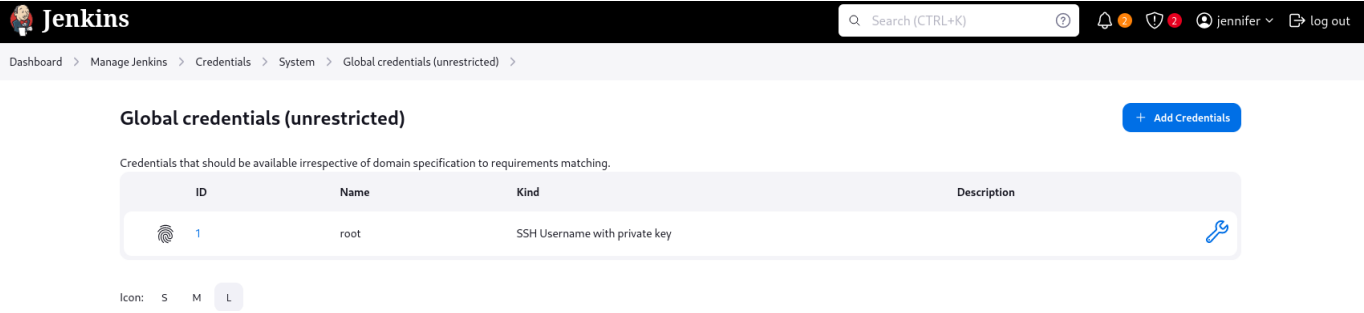 Jenkins Search (CTRL+K) ? 2 2 jennifer log out
Dashboard > Manage Jenkins > Credentials > System > Global credentials (unrestricted) >
Global credentials (unrestricted) + Add Credentials
Credentials that should be available irrespective of domain specification to requirements matching.
ID Name Kind Description
1 root SSH Username with private key
Icon: S M L